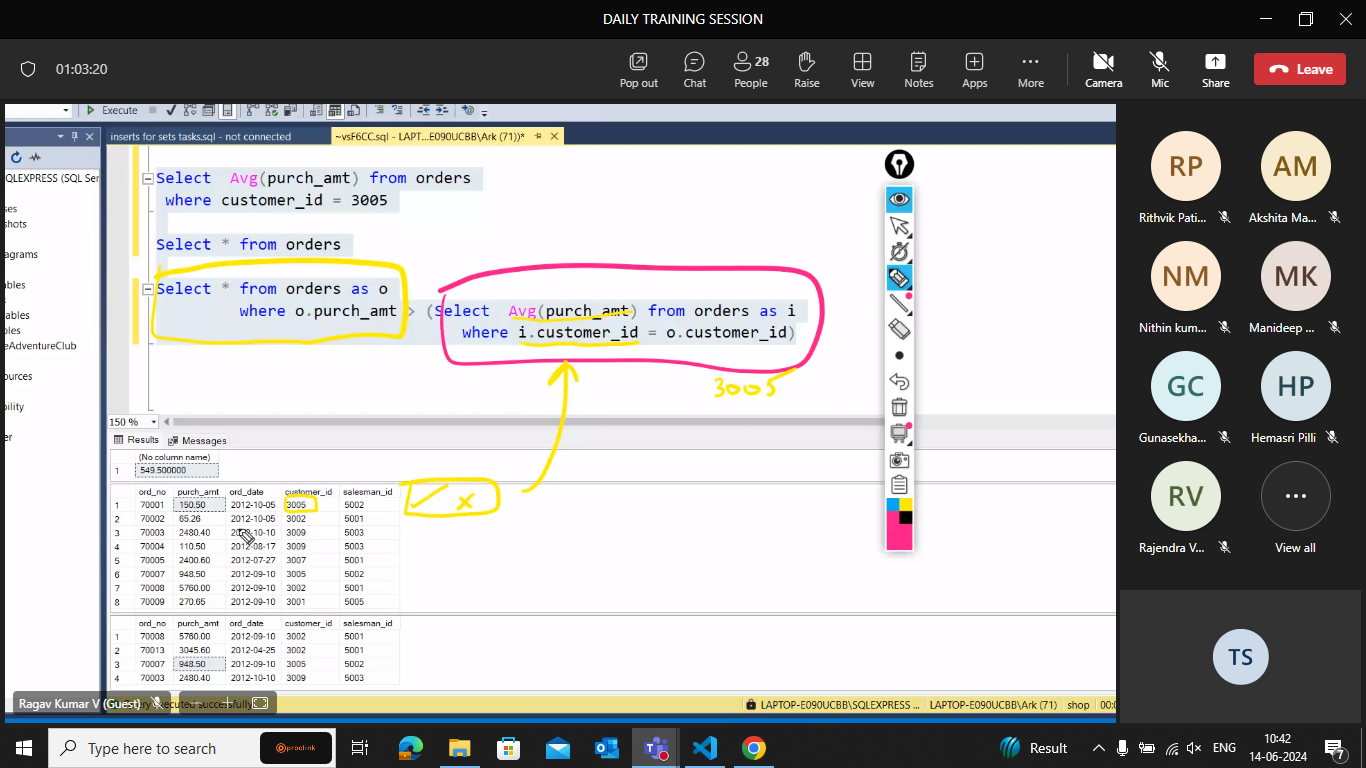 DAILY TRAINING SESSION
01:03:20
Pop out
Chat
28
People
Raise
View
Notes
Apps
More
Camera
Mic
Share
Leave
Execute
inserts for sets tasks.sql - not connected
~vsF6CC.sql - LAPT...E090UCBB\Ark (71))*
QLEXPRESS (SQL Ser
ses
shots
agrams
ables
ables
bles
eAdventureClub
ources
bility
er
Select Avg(purch_amt) from orders
where customer_id = 3005
Select * from orders
Select * from orders as o
where o.purch_amt > (Select Avg(purch_amt) from orders as i
where i.customer_id = o.customer_id)
3005
150 %
Results
Messages
(No column name)
1 549.500000
ord_no purch_amt ord_date customer_id salesman_id
1 70001 150.50 2012-10-05 3005 5002
2 70002 65.26 2012-10-05 3002 5001
3 70003 2480.40 2012-10-10 3009 5003
4 70004 110.50 2012-08-17 3009 5003
5 70005 2400.60 2012-07-27 3007 5001
6 70007 948.50 2012-09-10 3005 5002
7 70008 5760.00 2012-09-10 3002 5001
8 70009 270.65 2012-09-10 3001 5005
✓ x
ord_no purch_amt ord_date customer_id salesman_id
1 70008 5760.00 2012-09-10 3002 5001
2 70013 3045.60 2012-04-25 3002 5001
3 70007 948.50 2012-09-10 3005 5002
4 70003 2480.40 2012-10-10 3009 5003
Ragav Kumar V (Guest)
ery executed successfully
LAPTOP-E090UCBB\SQLEXPRESS ...
LAPTOP-E090UCBB\Ark (71)
shop
00:0
RP
Rithvik Pati...
AM
Akshita Ma...
NM
Nithin kum...
MK
Manideep ...
GC
Gunasekha...
HP
Hemasri Pilli
RV
Rajendra V...
...
View all
TS
Type here to search
proclink
Result
ENG
10:42
14-06-2024
7